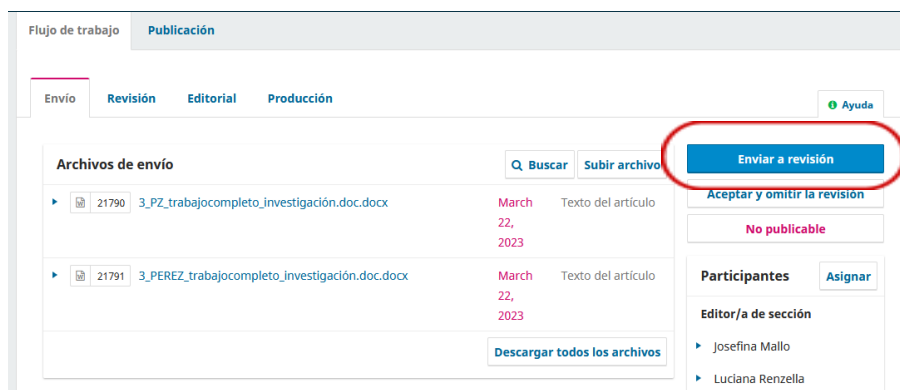 Flujo de trabajo
Publicación
Envío
Revisión
Editorial
Producción
Ayuda
Archivos de envío
Buscar
Subir archivo
21790 3_PZ_trabajocompleto_investigación.doc.docx
March 22, 2023
Texto del artículo
21791 3_PEREZ_trabajocompleto_investigación.doc.docx
March 22, 2023
Texto del artículo
Descargar todos los archivos
Enviar a revisión
Aceptar y omitir la revisión
No publicable
Participantes
Asignar
Editor/a de sección
Josefina Mallo
Luciana Renzella